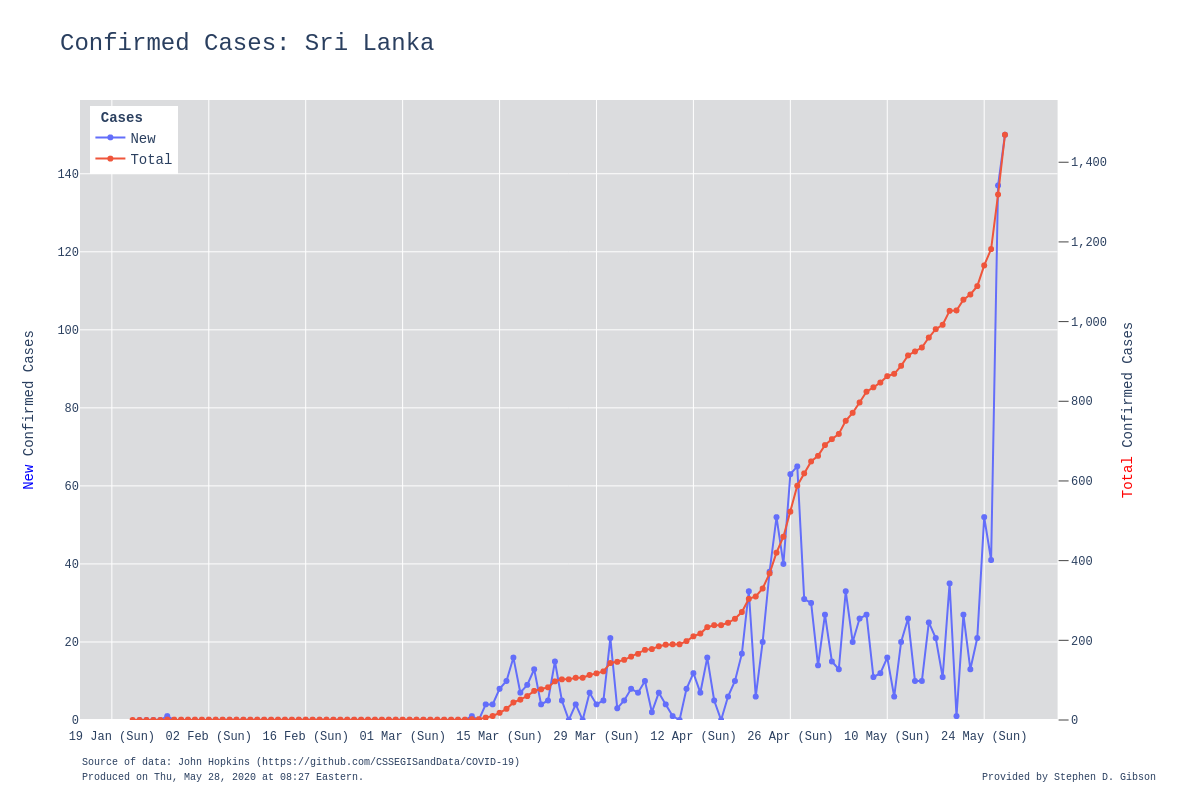 Confirmed Cases: Sri Lanka
Cases
New
Total
140
120
100
80
60
40
20
0
New Confirmed Cases
1,400
1,200
1,000
800
600
400
200
0
Total Confirmed Cases
19 Jan (Sun) 02 Feb (Sun) 16 Feb (Sun) 01 Mar (Sun) 15 Mar (Sun) 29 Mar (Sun) 12 Apr (Sun) 26 Apr (Sun) 10 May (Sun) 24 May (Sun)
Source of data: John Hopkins (https://github.com/CSSEGISandData/COVID-19)
Produced on Thu, May 28, 2020 at 08:27 Eastern.
Provided by Stephen D. Gibson